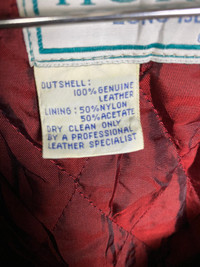 OUTSHELL:
100% GENUINE
LEATHER
LINING: 50% NYLON
50% ACETATE
DRY CLEAN ONLY
BY A PROFESSIONAL
LEATHER SPECIALIST